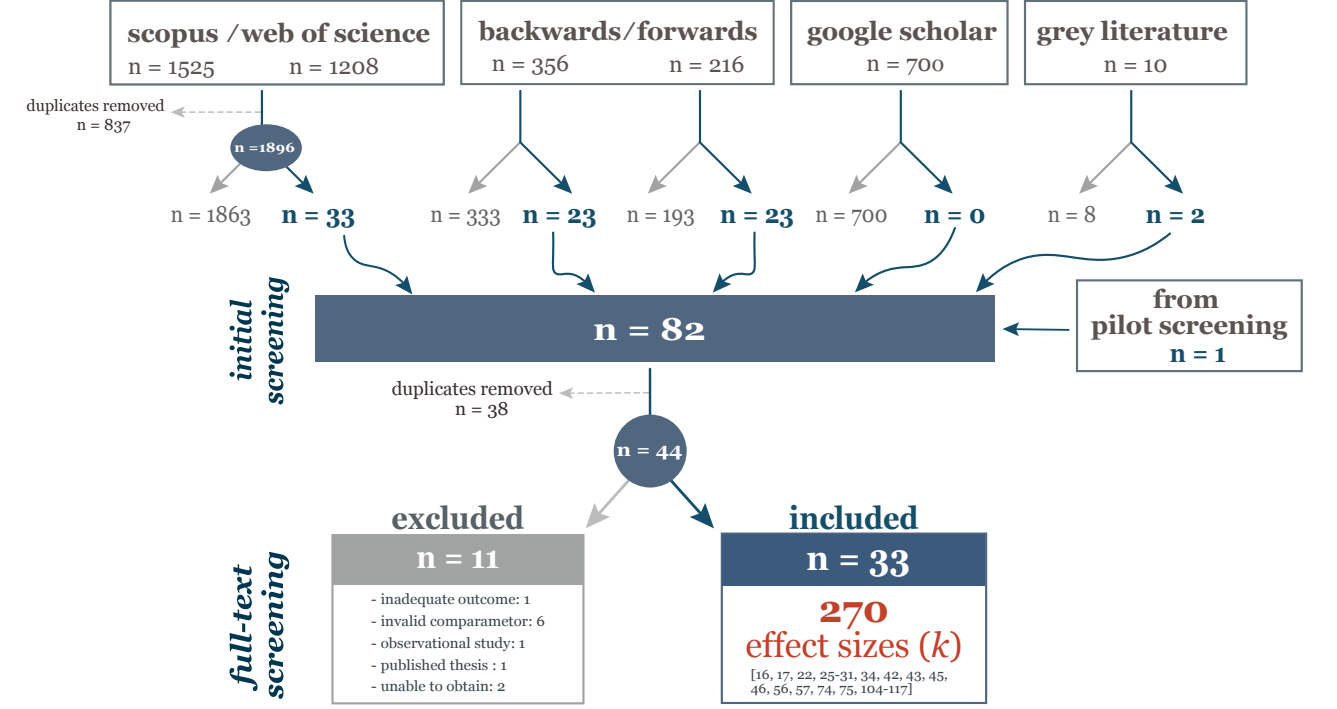 scopus /web of science
n = 1525 n = 1208
backwards/forwards
n = 356 n = 216
google scholar
n = 700
grey literature
n = 10
duplicates removed
n = 837
n =1896
n = 1863 n = 33 n = 333 n = 23 n = 193 n = 23 n = 700 n = 0 n = 8 n = 2
initial
screening
n = 82
from
pilot screening
n = 1
duplicates removed
n = 38
n = 44
full-text
screening
excluded
n = 11
- inadequate outcome: 1
- invalid comparametor: 6
- observational study: 1
- published thesis : 1
- unable to obtain: 2
included
n = 33
270
effect sizes (k)
[16, 17, 22, 25-31, 34, 42, 43, 45,
46, 56, 57, 74, 75, 104-117]